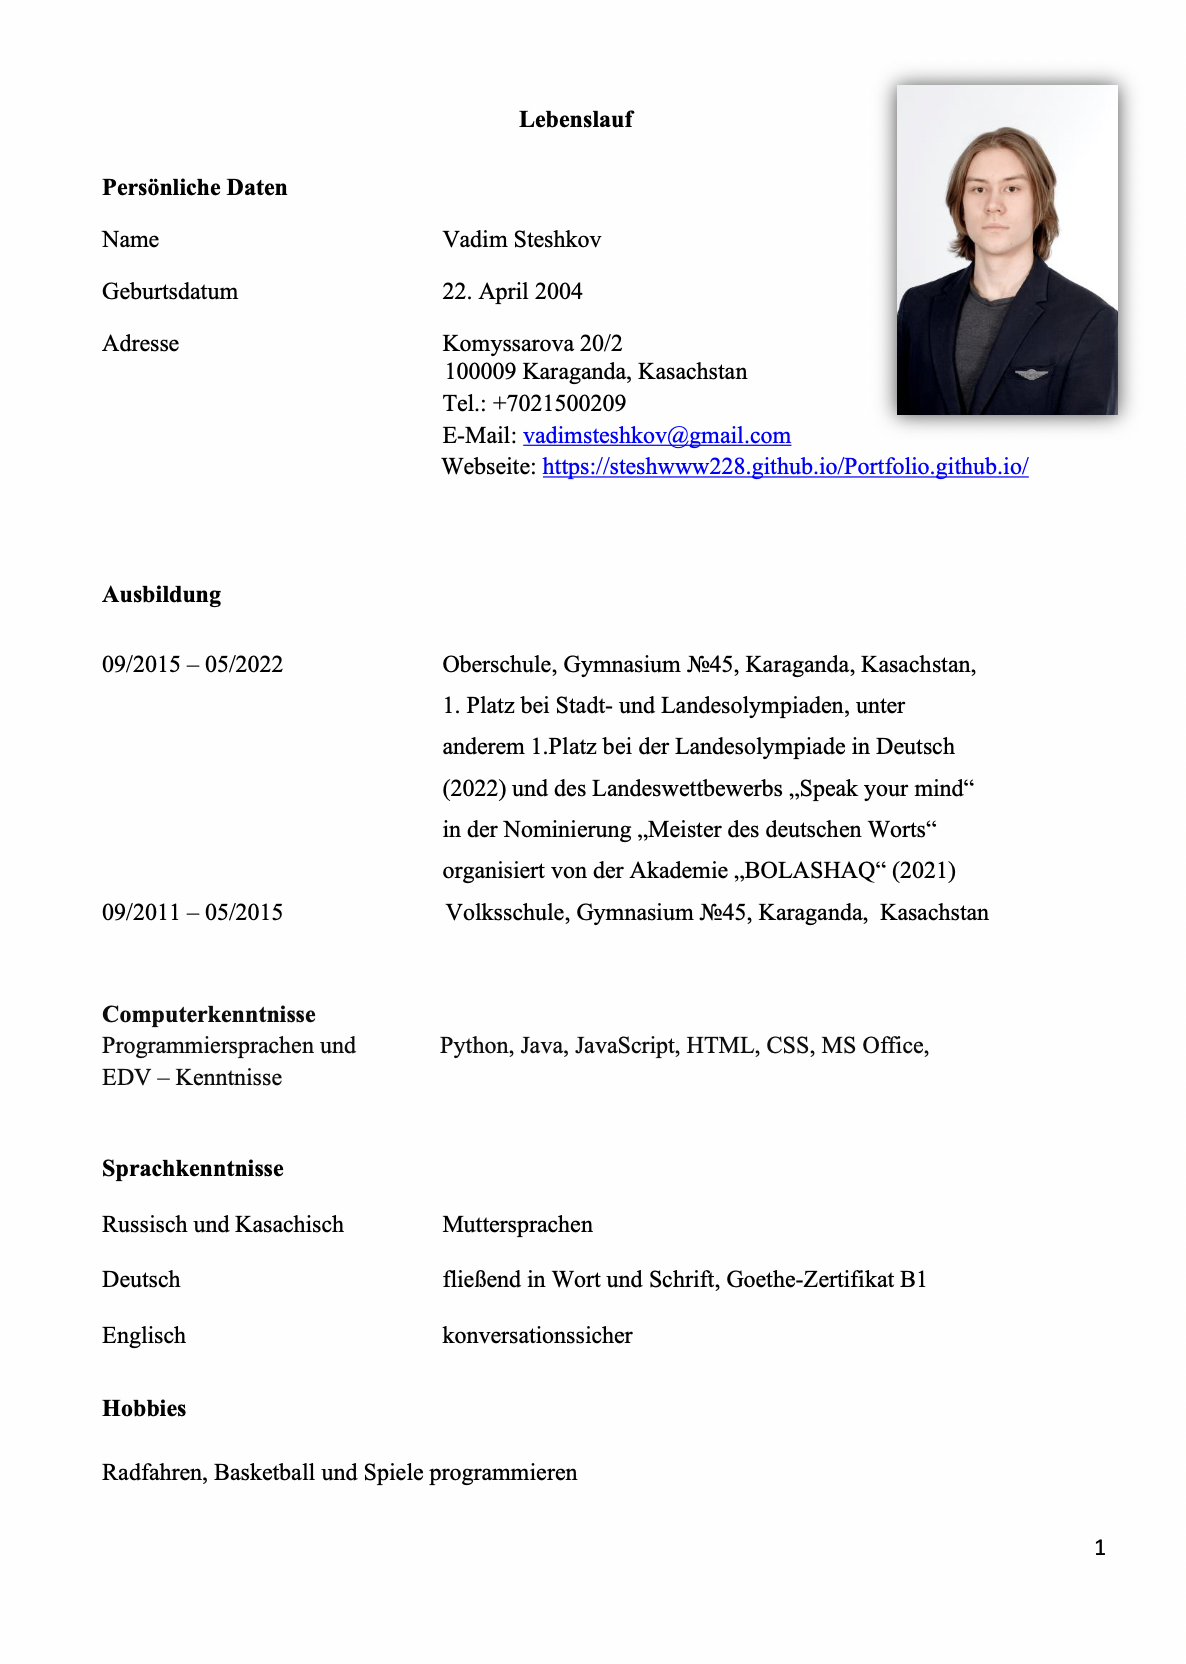 Lebenslauf
Persönliche Daten
Name Vadim Steshkov
Geburtsdatum 22. April 2004
Adresse Komyssarova 20/2
100009 Karaganda, Kasachstan
Tel.: +7021500209
E-Mail: vadimsteshkov@gmail.com
Webseite: https://steshwww228.github.io/Portfolio.github.io/
Ausbildung
09/2015 – 05/2022 Oberschule, Gymnasium №45, Karaganda, Kasachstan,
1. Platz bei Stadt- und Landesolympiaden, unter
anderem 1.Platz bei der Landesolympiade in Deutsch
(2022) und des Landeswettbewerbs „Speak your mind“
in der Nominierung „Meister des deutschen Worts“
organisiert von der Akademie „BOLASHAQ“ (2021)
09/2011 – 05/2015 Volksschule, Gymnasium №45, Karaganda, Kasachstan
Computerkenntnisse
Programmiersprachen und Python, Java, JavaScript, HTML, CSS, MS Office,
EDV – Kenntnisse
Sprachkenntnisse
Russisch und Kasachisch Muttersprachen
Deutsch fließend in Wort und Schrift, Goethe-Zertifikat B1
Englisch konversationssicher
Hobbies
Radfahren, Basketball und Spiele programmieren
1